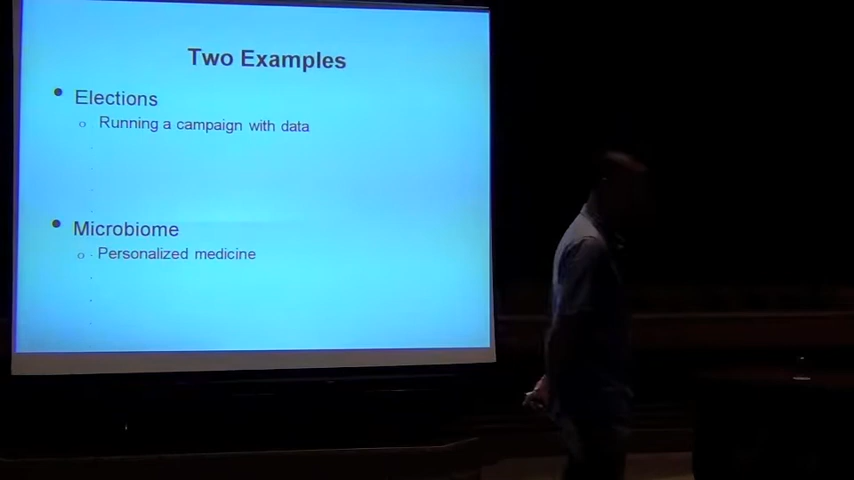 Two Examples
• Elections
o Running a campaign with data
• Microbiome
o Personalized medicine